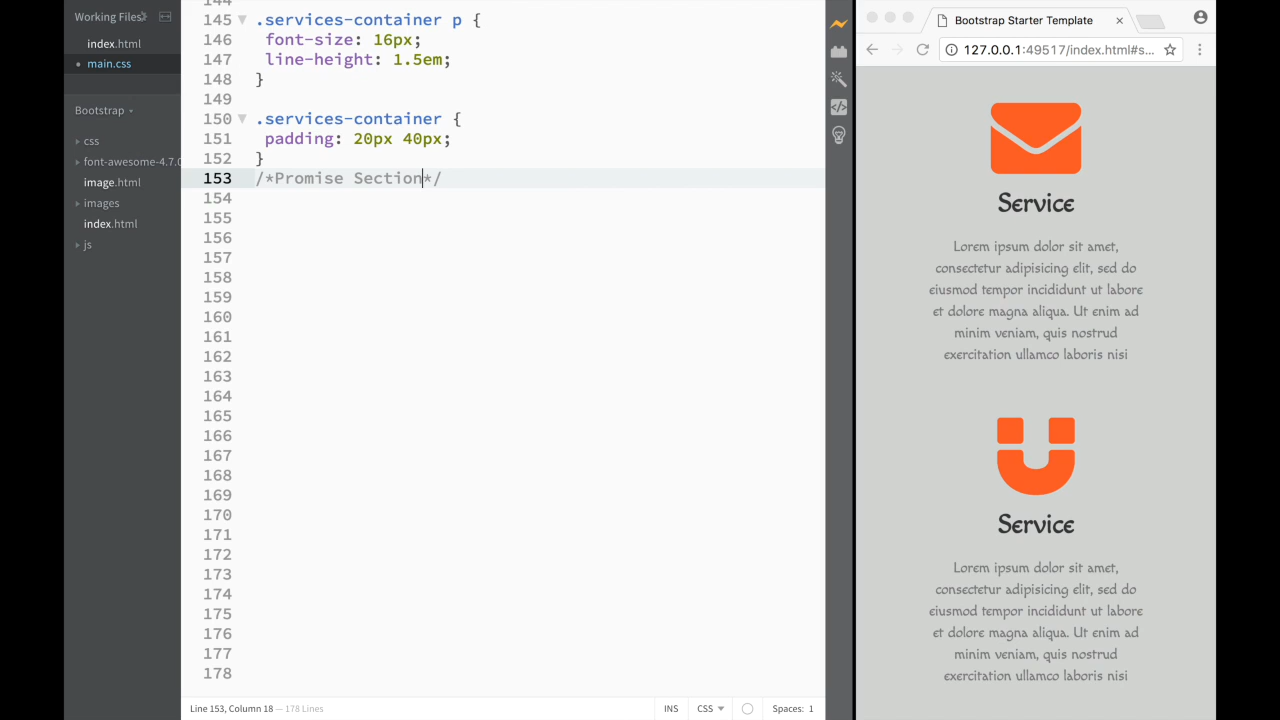 Working Files
index.html
main.css
Bootstrap
css
font-awesome-4.7.0
image.html
images
index.html
js
144
145 .services-container p {
146 font-size: 16px;
147 line-height: 1.5em;
148 }
149
150 .services-container {
151 padding: 20px 40px;
152 }
153 /*Promise Section*/
154
155
156
157
158
159
160
161
162
163
164
165
166
167
168
169
170
171
172
173
174
175
176
177
178
Line 153, Column 18 — 178 Lines
INS CSS Spaces: 1
Bootstrap Starter Template
127.0.0.1:49517/index.html#s...
Service
Lorem ipsum dolor sit amet,
consectetur adipisicing elit, sed do
eiusmod tempor incididunt ut labore
et dolore magna aliqua. Ut enim ad
minim veniam, quis nostrud
exercitation ullamco laboris nisi
Service
Lorem ipsum dolor sit amet,
consectetur adipisicing elit, sed do
eiusmod tempor incididunt ut labore
et dolore magna aliqua. Ut enim ad
minim veniam, quis nostrud
exercitation ullamco laboris nisi